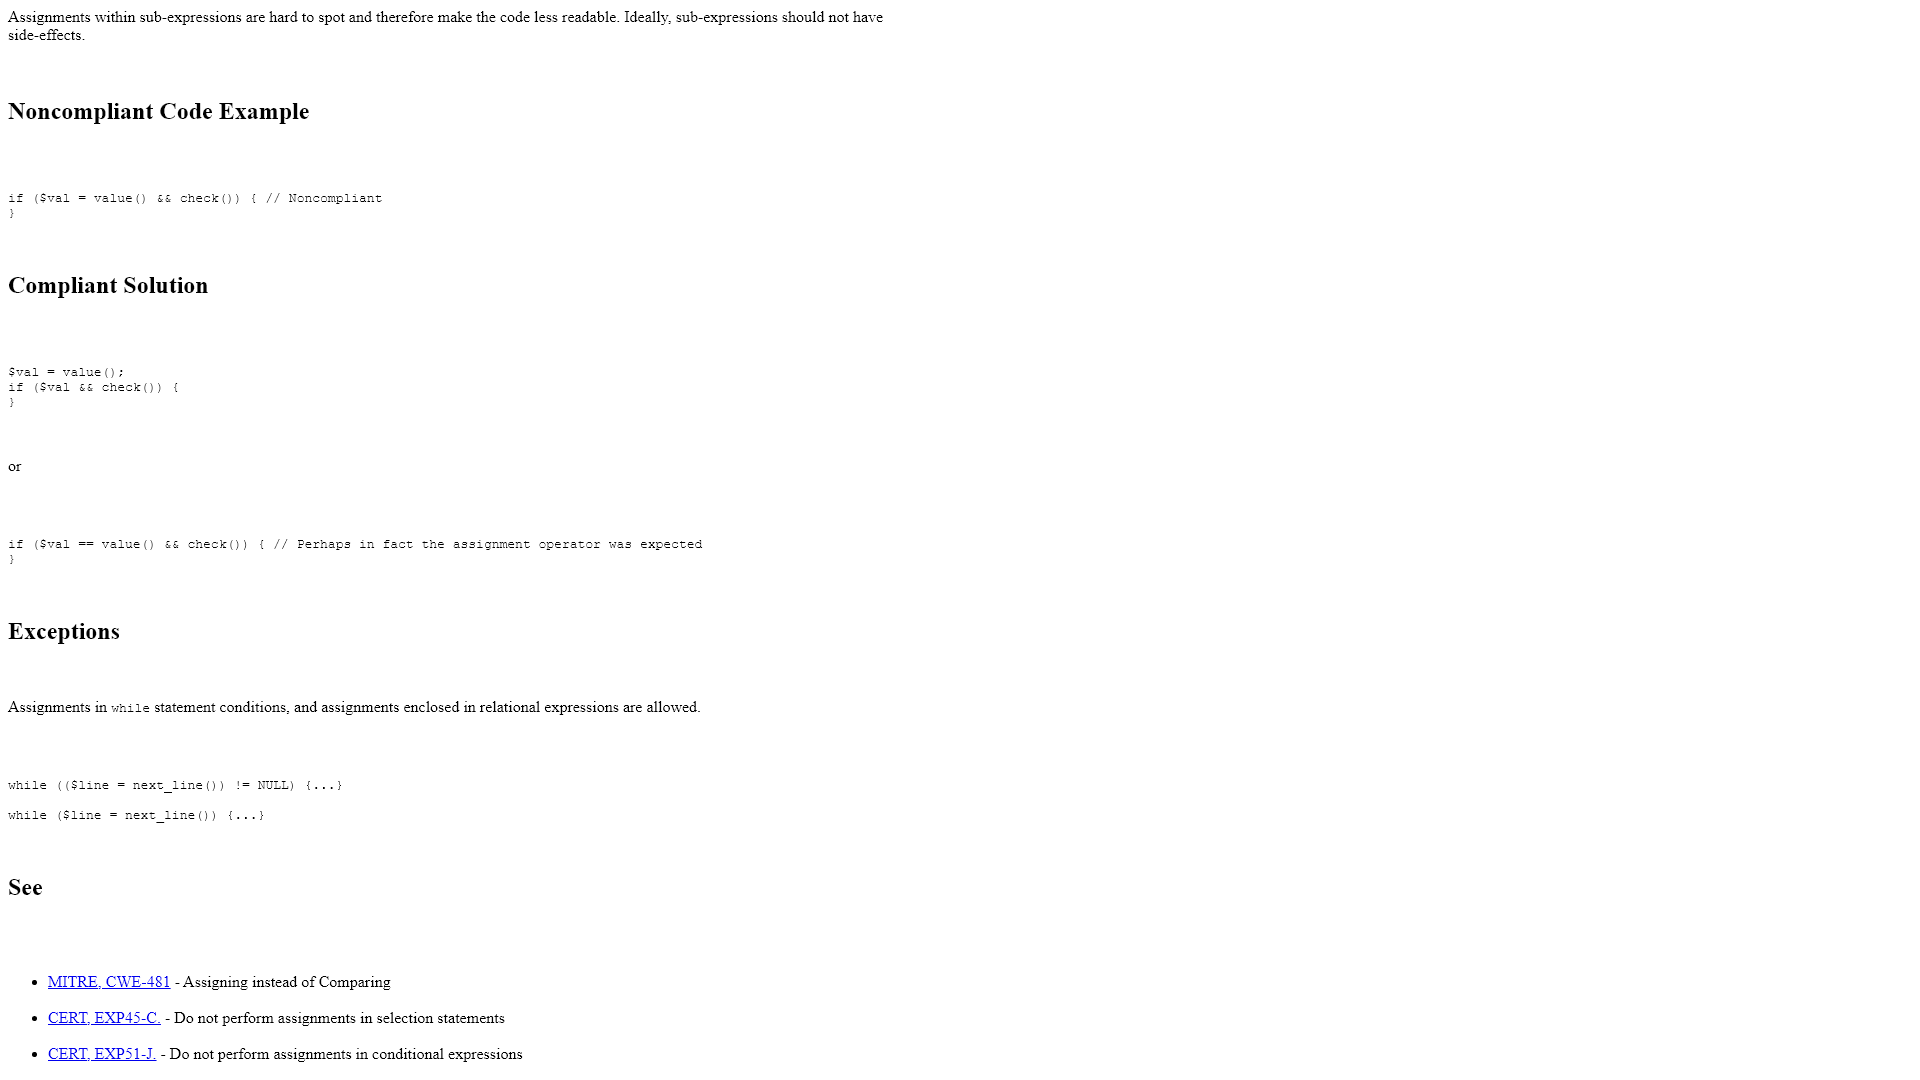 Assignments within sub-expressions are hard to spot and therefore make the code less readable. Ideally, sub-expressions should not have
side-effects.
Noncompliant Code Example
if ($val = value() && check()) { // Noncompliant
}
Compliant Solution
$val = value();
if ($val && check()) {
}
or
if ($val == value() && check()) { // Perhaps in fact the assignment operator was expected
}
Exceptions
Assignments in while statement conditions, and assignments enclosed in relational expressions are allowed.
while (($line = next_line()) != NULL) {...}
while ($line = next_line()) {...}
See
• MITRE, CWE-481 - Assigning instead of Comparing
• CERT, EXP45-C. - Do not perform assignments in selection statements
• CERT, EXP51-J. - Do not perform assignments in conditional expressions